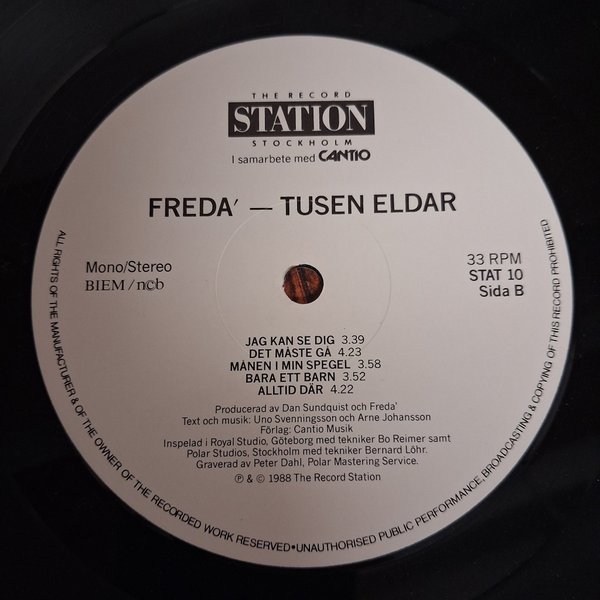 THE RECORD
STATION
STOCKHOLM
I samarbete med CANTIO
FREDA' — TUSEN ELDAR
Mono/Stereo
BIEM/ncb
33 RPM
STAT 10
Sida B
JAG KAN SE DIG 3.39
DET MÅSTE GÅ 4.23
MÅNEN I MIN SPEGEL 3.58
BARA ETT BARN 3.52
ALLTID DÄR 4.22
Producerad av Dan Sundquist och Freda'
Text och musik: Uno Svenningsson och Arne Johansson
Förlag: Cantio Musik
Inspelad i Royal Studio, Göteborg med tekniker Bo Reimer samt
Polar Studios, Stockholm med tekniker Bernard Löhr.
Graverad av Peter Dahl, Polar Mastering Service.
℗ & © 1988 The Record Station
ALL RIGHTS OF THE MANUFACTURER & OF THE OWNER OF THE RECORDED WORK RESERVED•UNAUTHORISED PUBLIC PERFORMANCE, BROADCASTING & COPYING OF THIS RECORD PROHIBITED